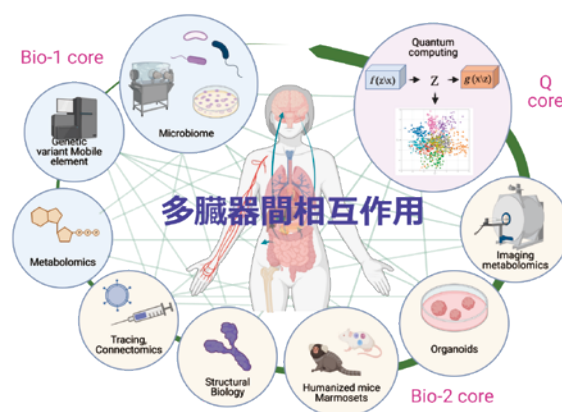 Bio-1 core
Microbiome
Genetic
variant Mobile
element
Metabolomics
Tracing,
Connectomics
Structural
Biology
Humanized mice
Marmosets
Organoids
Bio-2 core
Imaging
metabolomics
Quantum
computing
f(z\x)
Z
g(x\z)
Q
core
多臓器間相互作用